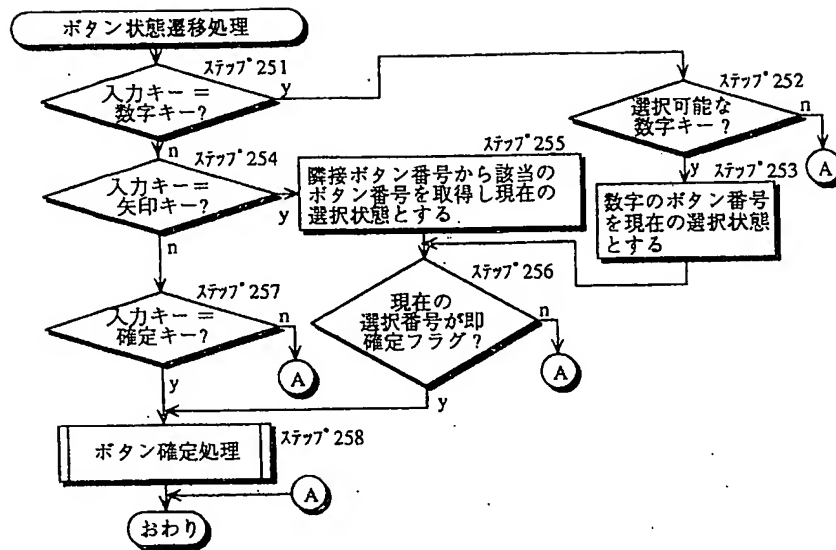 ボタン状態遷移処理
ステップ251
入力キー=
数字キー?
y
n
ステップ252
選択可能な
数字キー?
n
A
y
ステップ253
数字のボタン番号
を現在の選択状態
とする
ステップ254
入力キー=
矢印キー?
y
n
ステップ255
隣接ボタン番号から該当の
ボタン番号を取得し現在の
選択状態とする
ステップ256
現在の
選択番号が即
確定フラグ?
n
A
y
ステップ257
入力キー=
確定キー?
n
A
y
ステップ258
ボタン確定処理
A
おわり